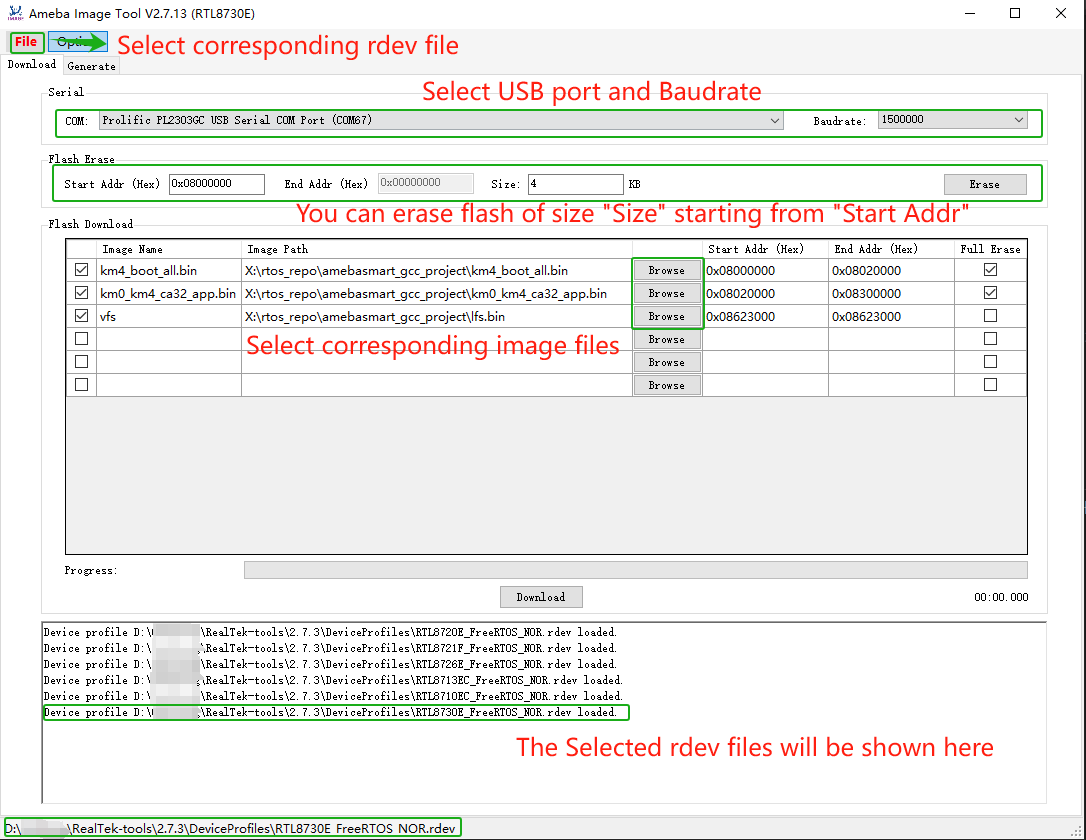 Ameba Image Tool V2.7.13 (RTL8730E)
File Select corresponding rdev file
Download Generate
Select USB port and Baudrate
Serial
COM: Prolific PL2303GC USB Serial COM Port (COM67) Baudrate: 1500000
Flash Erase
Start Addr (Hex) 0x08000000 End Addr (Hex) 0x00000000 Size: 4 KB Erase
You can erase flash of size "Size" starting from "Start Addr"
Flash Download
Image Name Image Path Start Addr (Hex) End Addr (Hex) Full Erase
km4_boot_all.bin X:\rtos_repo\amebasmart_gcc_project\km4_boot_all.bin Browse 0x08000000 0x08020000
km0_km4_ca32_app.bin X:\rtos_repo\amebasmart_gcc_project\km0_km4_ca32_app.bin Browse 0x08020000 0x08300000
vfs X:\rtos_repo\amebasmart_gcc_project\lfs.bin Browse 0x08623000 0x08623000
Select corresponding image files Browse
Browse
Browse
Progress:
Download 00:00.000
Device profile D:\ \RealTek-tools\2.7.3\DeviceProfiles\RTL8720E_FreeRTOS_NOR.rdev loaded.
Device profile D:\ \RealTek-tools\2.7.3\DeviceProfiles\RTL8721F_FreeRTOS_NOR.rdev loaded.
Device profile D:\ \RealTek-tools\2.7.3\DeviceProfiles\RTL8726E_FreeRTOS_NOR.rdev loaded.
Device profile D:\ \RealTek-tools\2.7.3\DeviceProfiles\RTL8713EC_FreeRTOS_NOR.rdev loaded.
Device profile D:\ \RealTek-tools\2.7.3\DeviceProfiles\RTL8710EC_FreeRTOS_NOR.rdev loaded.
Device profile D:\ \RealTek-tools\2.7.3\DeviceProfiles\RTL8730E_FreeRTOS_NOR.rdev loaded.
The Selected rdev files will be shown here
D:\ \RealTek-tools\2.7.3\DeviceProfiles\RTL8730E_FreeRTOS_NOR.rdev